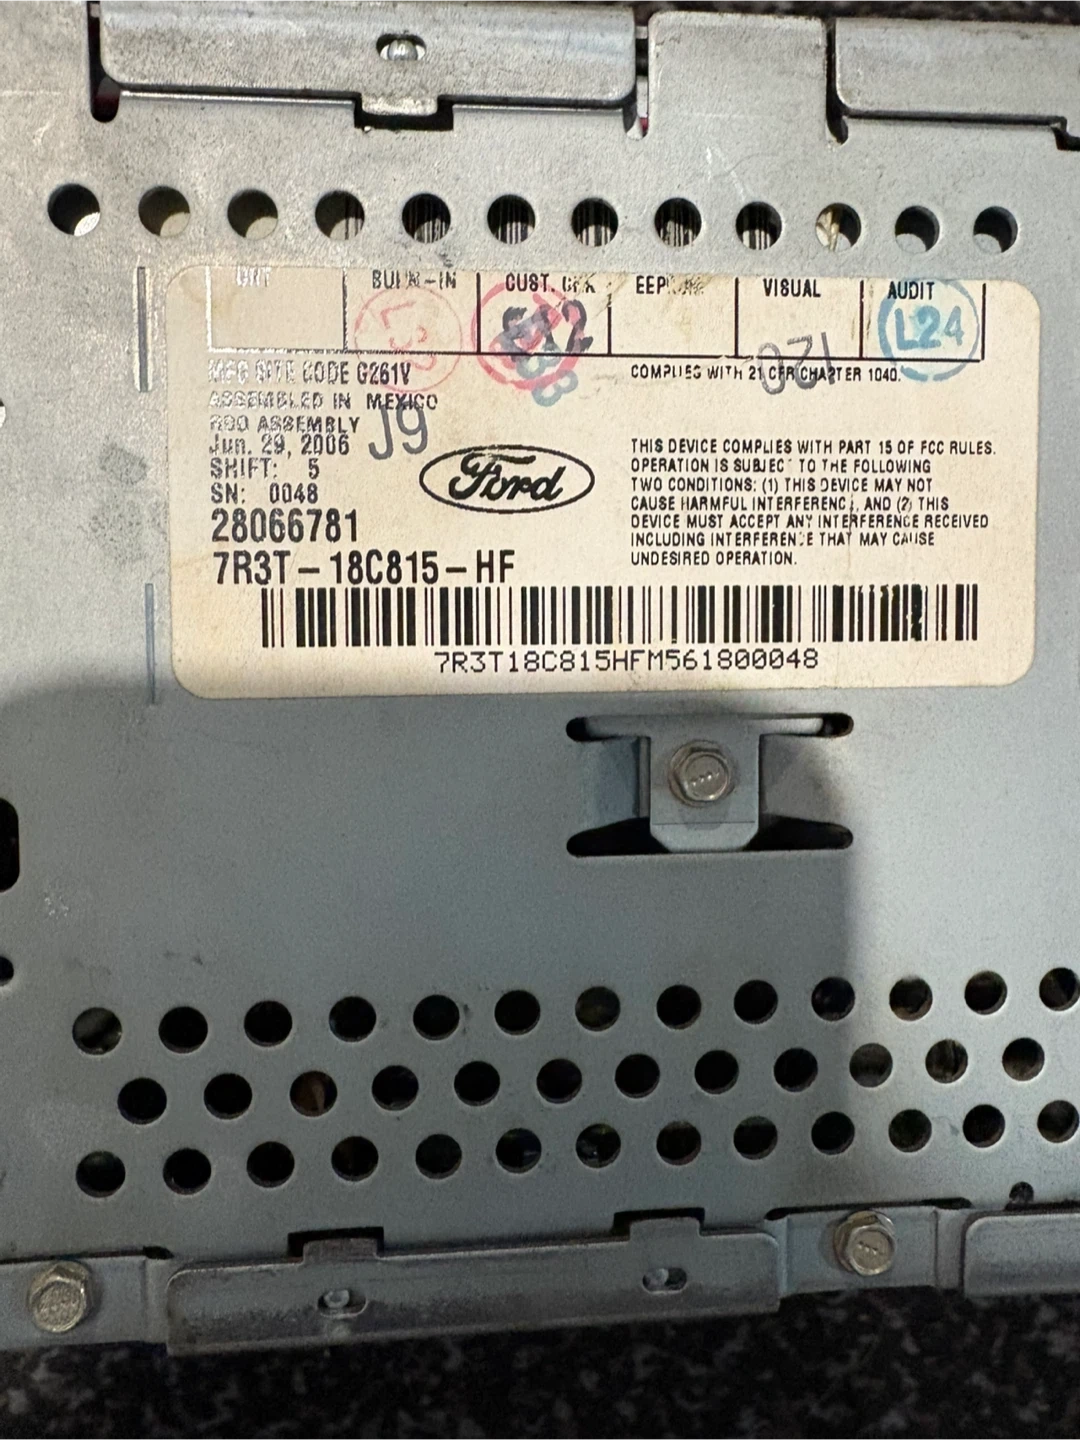 BURN-IN CUST. VISUAL AUDIT
L24
MFG SITE CODE G261V
ASSEMBLED IN MEXICO
RDO ASSEMBLY
J9
Jun. 29, 2006
SHIFT: 5
SN: 0048
28066781
7R3T-18C815-HF
Ford
COMPLIES WITH 21 CFR CHAPTER 1040.
THIS DEVICE COMPLIES WITH PART 15 OF FCC RULES.
OPERATION IS SUBJECT TO THE FOLLOWING
TWO CONDITIONS: (1) THIS DEVICE MAY NOT
CAUSE HARMFUL INTERFERENCE, AND (2) THIS
DEVICE MUST ACCEPT ANY INTERFERENCE RECEIVED
INCLUDING INTERFERENCE THAT MAY CAUSE
UNDESIRED OPERATION.
7R3T18C815HFM561800048